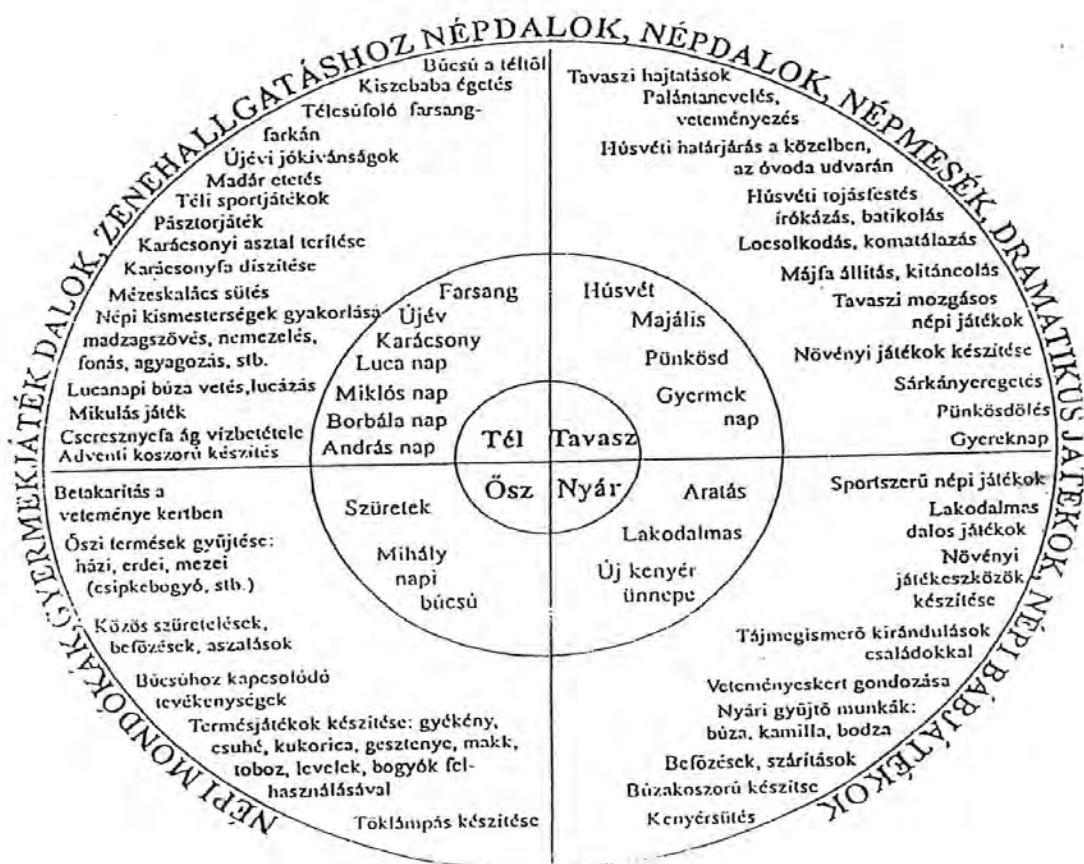 NÉPI MONDÓKÁK, GYERMEKJÁTÉK DALOK, ZENEHALLGATÁSHOZ NÉPDALOK, NÉPDALOK, NÉPMESÉK, DRAMATIKUS JÁTÉKOK, NÉPI BÁBJÁTÉKOK
Búcsú a téltől
Kiszebaba égetés
Télcsúfoló farsang-
farkán
Újévi jókivánságok
Madár etetés
Téli sportjátékok
Pásztorjáték
Karácsonyi asztal terítése
Karácsonyfa díszítése
Mézeskalács sütés
Népi kismesterségek gyakorlása
madzagszövés, nemezelés,
fonás, agyagozás, stb.
Lucanapi búza vetés,lucázás
Mikulás játék
Cseresznyefa ág vízbetétele
Adventi koszorú készítés
Farsang
Újév
Karácsony
Luca nap
Miklós nap
Borbála nap
András nap
Tél
Tavaszi hajtatások
Palántanevelés,
veteményezés
Húsvéti határjárás a közelben,
az óvoda udvarán
Húsvéti tojásfestés
írókázás, batikolás
Locsolkodás, komatálazás
Májfa állítás, kitáncolás
Tavaszi mozgásos
népi játékok
Növényi játékok készítése
Sárkányeregetés
Pünkösdölés
Gyereknap
Húsvét
Majális
Pünkösd
Gyermek
nap
Tavasz
Ősz
Szüretek
Mihály
napi
búcsú
Betakarítás a
veteménye kertben
Őszi termések gyűjtése:
házi, erdei, mezei
(csipkebogyó, stb.)
Közös szüretelések,
befőzések, aszalások
Búcsúhoz kapcsolódó
tevékenységek
Termésjátékok készítése: gyékény,
csuhé, kukorica, gesztenye, makk,
toboz, levelek, bogyók fel-
használásával
Töklámpás készítése
Nyár
Aratás
Lakodalmas
Új kenyér
ünnepe
Sportszerű népi játékok
Lakodalmas
dalos játékok
Növényi
játékeszközök
készítése
Tájmegismerő kirándulások
családokkal
Veteményeskert gondozása
Nyári gyűjtő munkák:
búza, kamilla, bodza
Befőzések, szárítások
Búzakoszorú készítse
Kenyérsütés